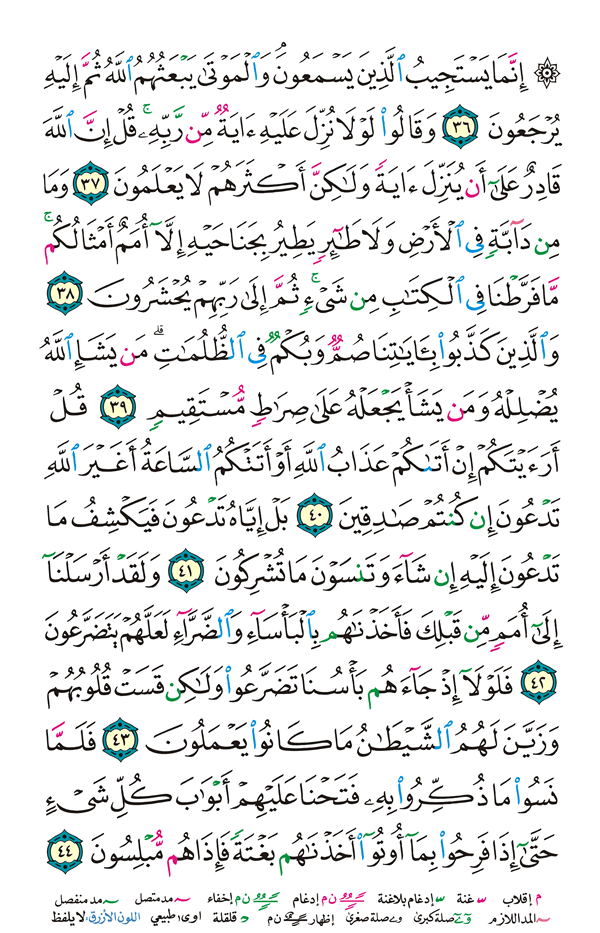 ۞ إِنَّمَا يَسْتَجِيبُ ٱلَّذِينَ يَسْمَعُونَۘ وَٱلْمَوْتَىٰ يَبْعَثُهُمُ ٱللَّهُ ثُمَّ إِلَيْهِ
يُرْجَعُونَ ٣٦ وَقَالُوا۟ لَوْلَا نُزِّلَ عَلَيْهِ ءَايَةٌ مِّن رَّبِّهِۦۚ قُلْ إِنَّ ٱللَّهَ
قَادِرٌ عَلَىٰٓ أَن يُنَزِّلَ ءَايَةً وَلَـٰكِنَّ أَكْثَرَهُمْ لَا يَعْلَمُونَ ٣٧ وَمَا
مِن دَآبَّةٍ فِى ٱلْأَرْضِ وَلَا طَـٰٓئِرٍ يَطِيرُ بِجَنَاحَيْهِ إِلَّآ أُمَمٌ أَمْثَالُكُمۚ
مَّا فَرَّطْنَا فِى ٱلْكِتَـٰبِ مِن شَىْءٍۚ ثُمَّ إِلَىٰ رَبِّهِمْ يُحْشَرُونَ ٣٨
وَٱلَّذِينَ كَذَّبُوا۟ بِـَٔايَـٰتِنَا صُمٌّ وَبُكْمٌ فِى ٱلظُّلُمَـٰتِۗ مَن يَشَإِ ٱللَّهُ
يُضْلِلْهُ وَمَن يَشَأْ يَجْعَلْهُ عَلَىٰ صِرَٰطٍ مُّسْتَقِيمٍ ٣٩ قُلْ
أَرَءَيْتَكُمْ إِنْ أَتَىٰكُمْ عَذَابُ ٱللَّهِ أَوْ أَتَتْكُمُ ٱلسَّاعَةُ أَغَيْرَ ٱللَّهِ
تَدْعُونَ إِن كُنتُمْ صَـٰدِقِينَ ٤٠ بَلْ إِيَّاهُ تَدْعُونَ فَيَكْشِفُ مَا
تَدْعُونَ إِلَيْهِ إِن شَآءَ وَتَنسَوْنَ مَا تُشْرِكُونَ ٤١ وَلَقَدْ أَرْسَلْنَآ
إِلَىٰٓ أُمَمٍ مِّن قَبْلِكَ فَأَخَذْنَـٰهُم بِٱلْبَأْسَآءِ وَٱلضَّرَّآءِ لَعَلَّهُمْ يَتَضَرَّعُونَ
٤٢ فَلَوْلَآ إِذْ جَآءَهُم بَأْسُنَا تَضَرَّعُوا۟ وَلَـٰكِن قَسَتْ قُلُوبُهُمْ
وَزَيَّنَ لَهُمُ ٱلشَّيْطَـٰنُ مَا كَانُوا۟ يَعْمَلُونَ ٤٣ فَلَمَّا
نَسُوا۟ مَا ذُكِّرُوا۟ بِهِۦ فَتَحْنَا عَلَيْهِمْ أَبْوَٰبَ كُلِّ شَىْءٍ
حَتَّىٰٓ إِذَا فَرِحُوا۟ بِمَآ أُوتُوٓا۟ أَخَذْنَـٰهُم بَغْتَةً فَإِذَا هُم مُّبْلِسُونَ ٤٤
م إقلاب غنة إدغام بلاغنة ن م إدغام ن م إخفاء مد متصل مد منفصل
المد اللازم صلة كبرى و ے صلة صغرى إظهار ن م د قلقلة اوى: طبيعي اللون الأزرق: لا يلفظ